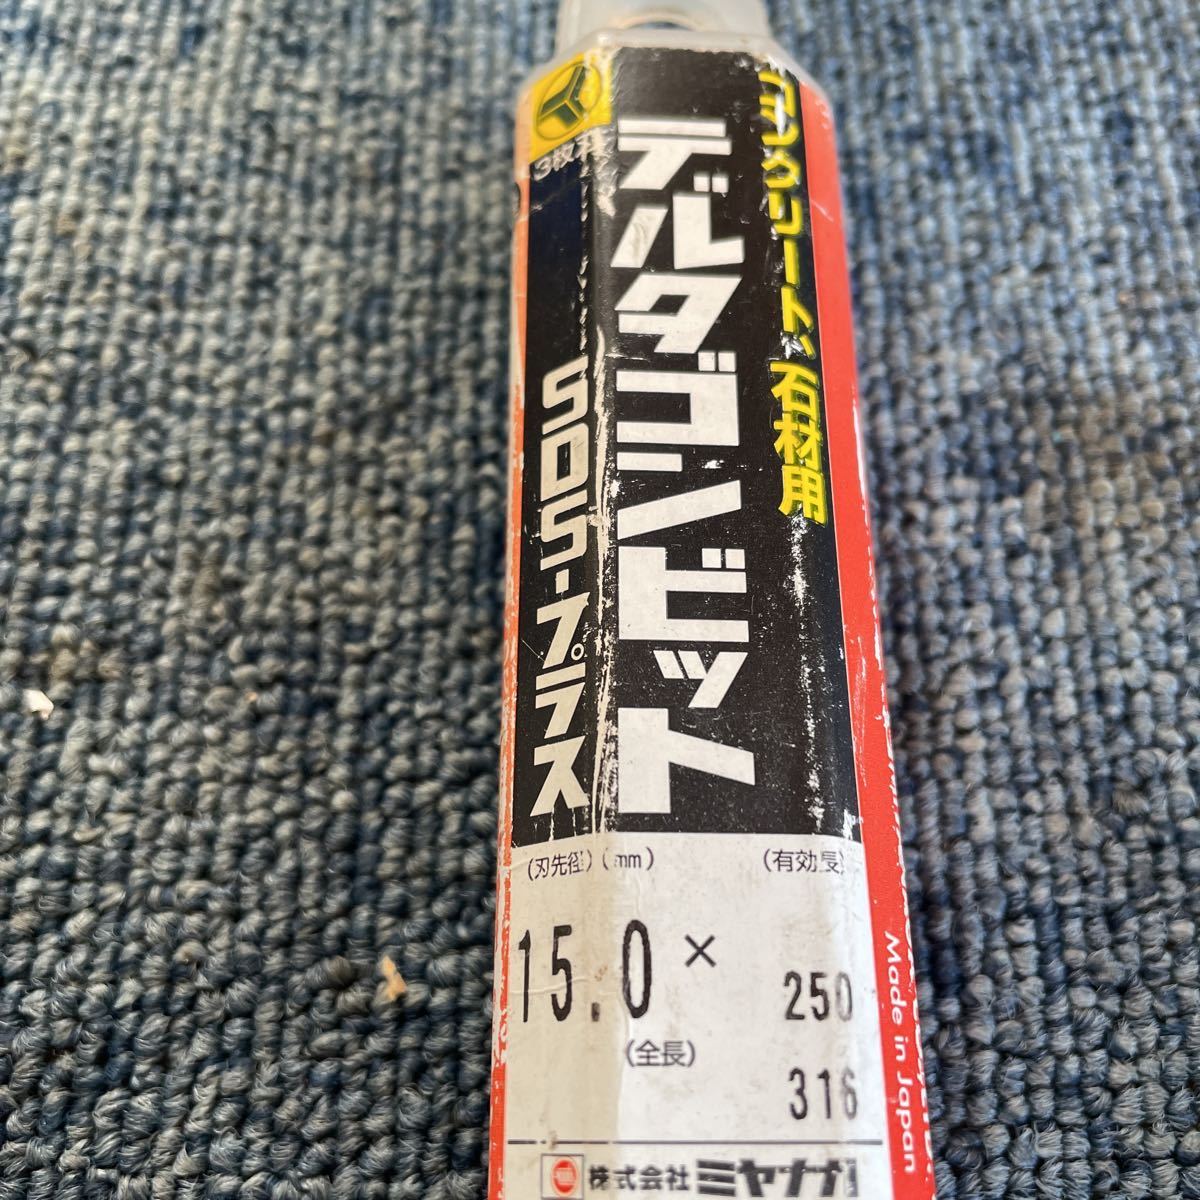 コンクリート、石材用
デルタゴンビット
3枚刃
SDS-プラス
(刃先径)(mm)
(有効長)
15.0 × 250
(全長)
316
株式会社 ミヤナガ
Made in Japan